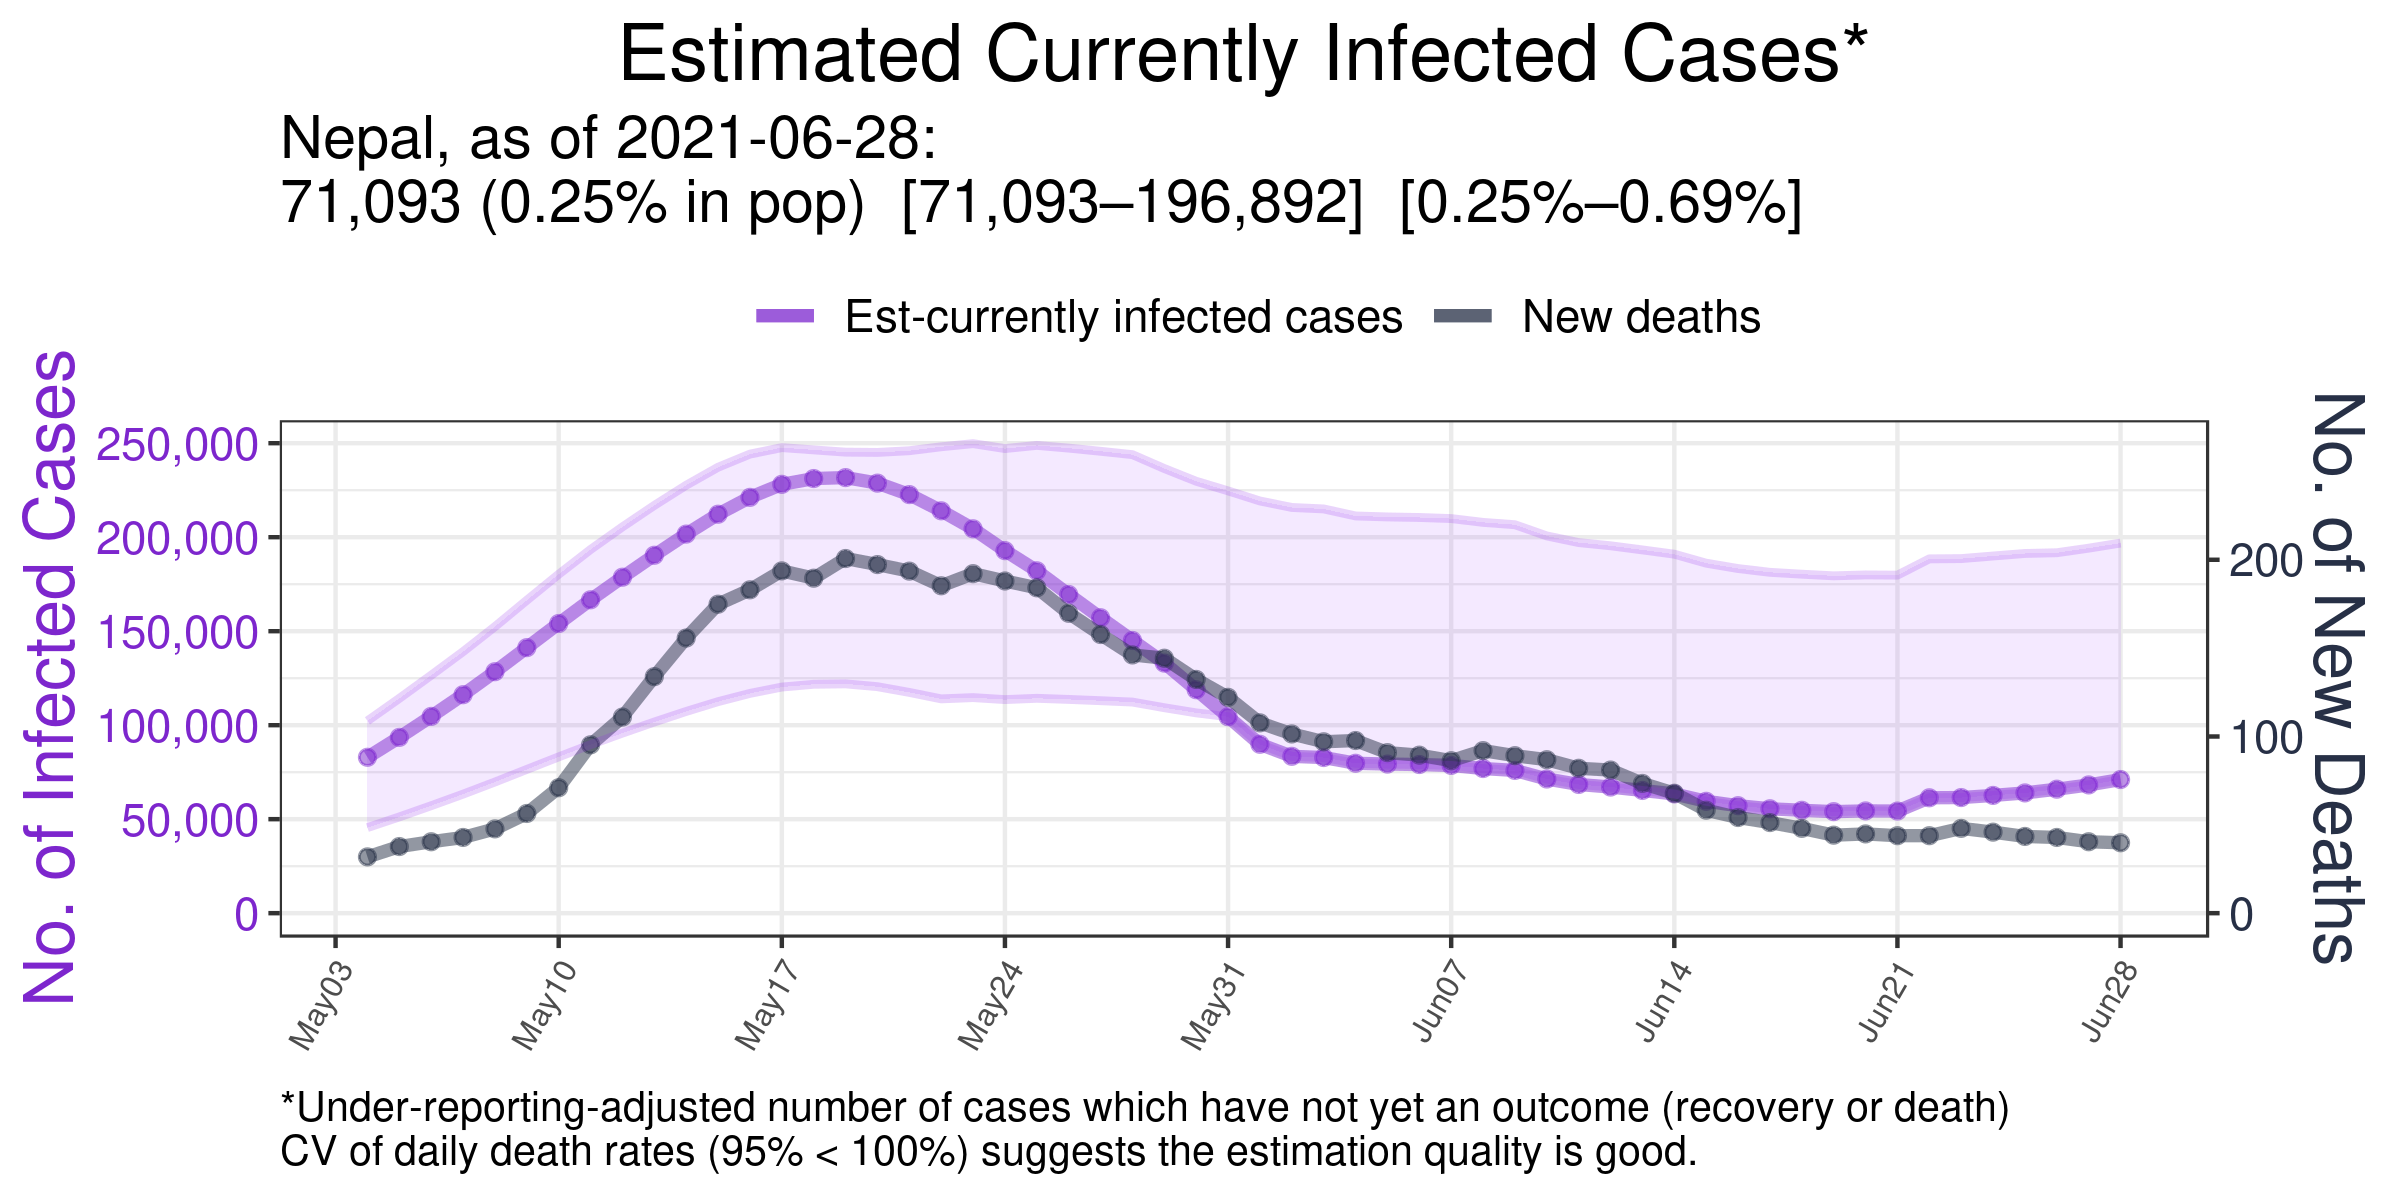 Estimated Currently Infected Cases*
Nepal, as of 2021-06-28:
71,093 (0.25% in pop)  [71,093–196,892]  [0.25%–0.69%]
Est-currently infected cases
New deaths
No. of Infected Cases
250,000
200,000
150,000
100,000
50,000
0
No. of New Deaths
200
100
0
May03
May10
May17
May24
May31
Jun07
Jun14
Jun21
Jun28
*Under-reporting-adjusted number of cases which have not yet an outcome (recovery or death)
CV of daily death rates (95% < 100%) suggests the estimation quality is good.